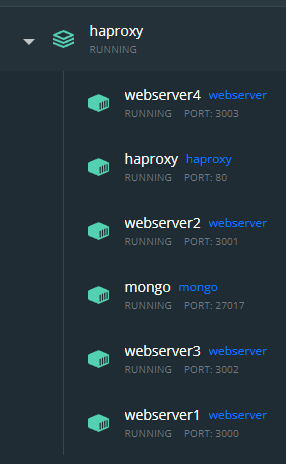 haproxy
RUNNING
webserver4 webserver
RUNNING PORT: 3003
haproxy haproxy
RUNNING PORT: 80
webserver2 webserver
RUNNING PORT: 3001
mongo mongo
RUNNING PORT: 27017
webserver3 webserver
RUNNING PORT: 3002
webserver1 webserver
RUNNING PORT: 3000